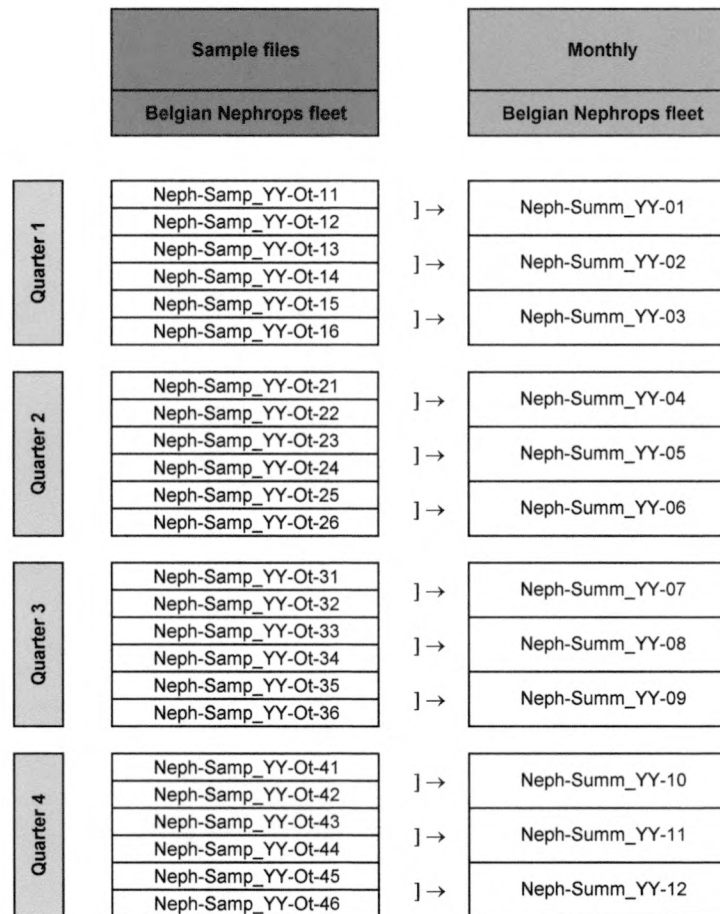 Sample files
Monthly
Belgian Nephrops fleet
Belgian Nephrops fleet
Quarter 1
Neph-Samp_YY-Ot-11
Neph-Samp_YY-Ot-12
] → Neph-Summ_YY-01
Neph-Samp_YY-Ot-13
Neph-Samp_YY-Ot-14
] → Neph-Summ_YY-02
Neph-Samp_YY-Ot-15
Neph-Samp_YY-Ot-16
] → Neph-Summ_YY-03
Quarter 2
Neph-Samp_YY-Ot-21
Neph-Samp_YY-Ot-22
] → Neph-Summ_YY-04
Neph-Samp_YY-Ot-23
Neph-Samp_YY-Ot-24
] → Neph-Summ_YY-05
Neph-Samp_YY-Ot-25
Neph-Samp_YY-Ot-26
] → Neph-Summ_YY-06
Quarter 3
Neph-Samp_YY-Ot-31
Neph-Samp_YY-Ot-32
] → Neph-Summ_YY-07
Neph-Samp_YY-Ot-33
Neph-Samp_YY-Ot-34
] → Neph-Summ_YY-08
Neph-Samp_YY-Ot-35
Neph-Samp_YY-Ot-36
] → Neph-Summ_YY-09
Quarter 4
Neph-Samp_YY-Ot-41
Neph-Samp_YY-Ot-42
] → Neph-Summ_YY-10
Neph-Samp_YY-Ot-43
Neph-Samp_YY-Ot-44
] → Neph-Summ_YY-11
Neph-Samp_YY-Ot-45
Neph-Samp_YY-Ot-46
] → Neph-Summ_YY-12